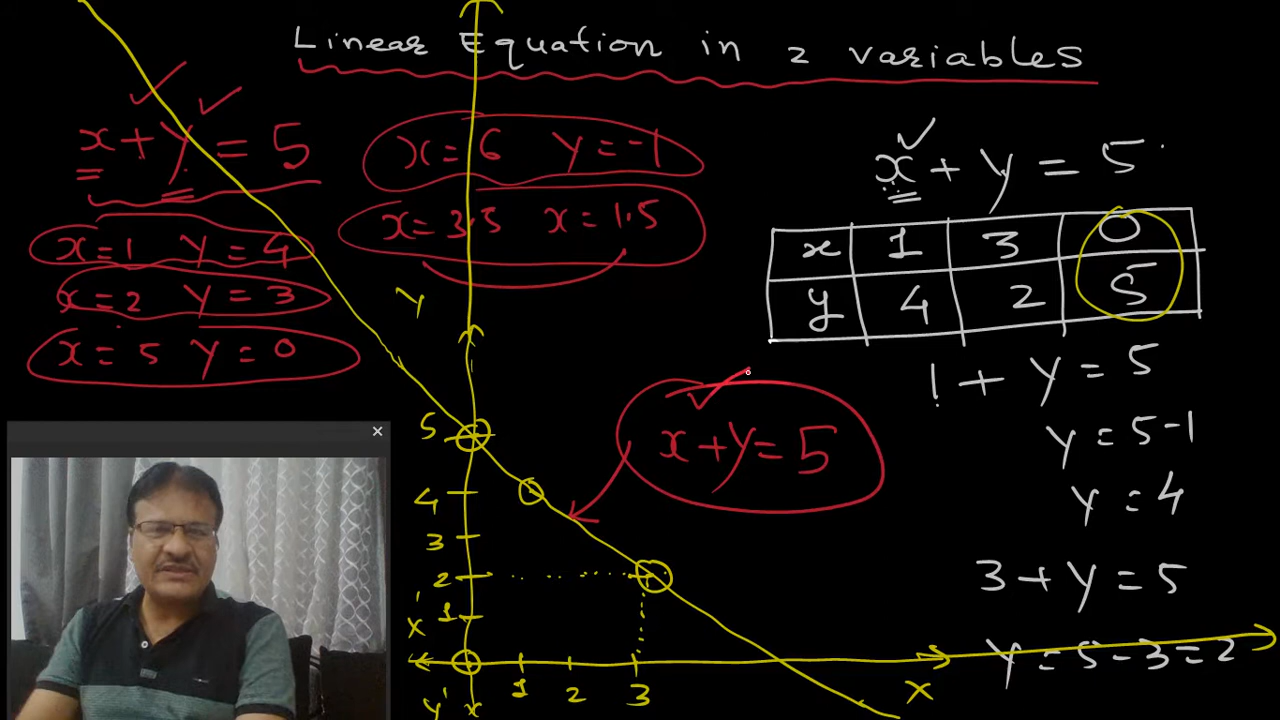 Linear Equation in 2 variables
x + y = 5
x = 1 y = 4
x = 2 y = 3
x = 5 y = 0
x = 6 y = -1
x = 3.5 x = 1.5
x + y = 5
x 1 3 0
y 4 2 5
1 + y = 5
y = 5 - 1
y = 4
3 + y = 5
y = 5 - 3 = 2
x + y = 5
Y
5
4
3
2
1
X'
1 2 3
X
Y'